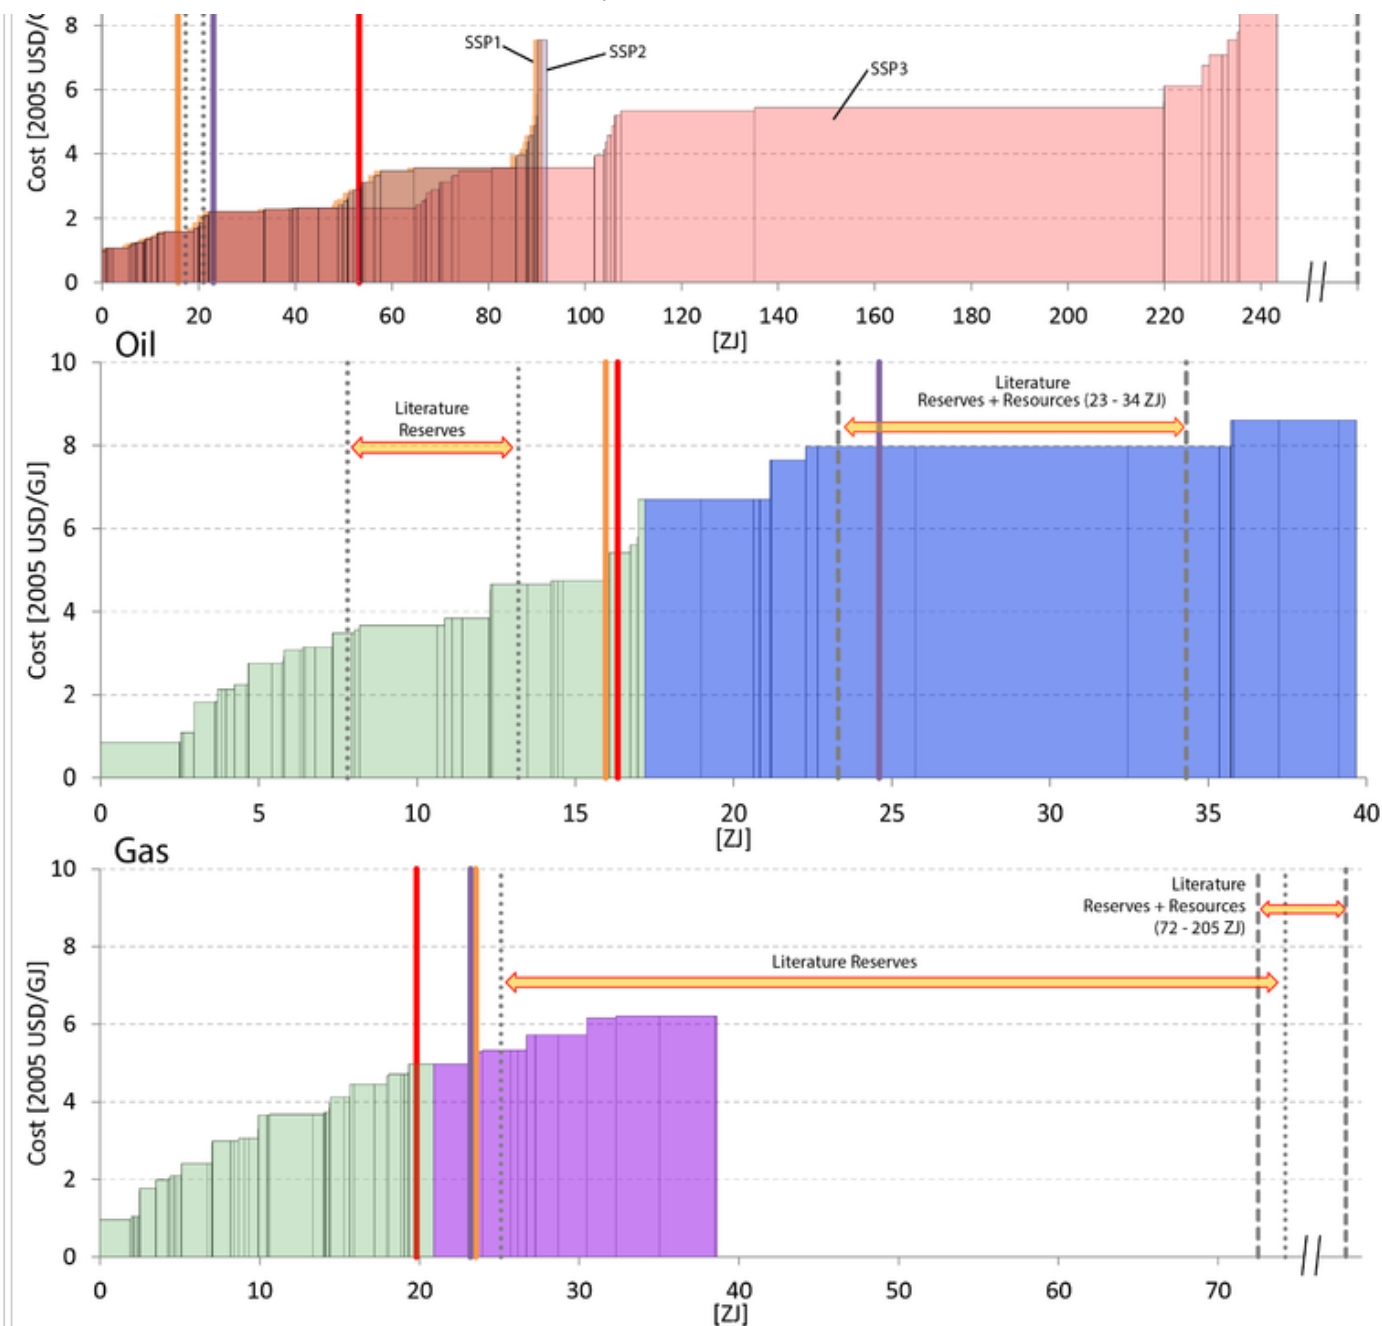 Cost [2005 USD/G
8
6
4
2
0
SSP1
SSP2
SSP3
0 20 40 60 80 100 120 140 160 180 200 220 240
[ZJ]
Oil
Cost [2005 USD/GJ]
10
8
6
4
2
0
Literature
Reserves
Literature
Reserves + Resources (23 - 34 ZJ)
0 5 10 15 20 25 30 35 40
[ZJ]
Gas
Cost [2005 USD/GJ]
10
8
6
4
2
0
Literature
Reserves + Resources
(72 - 205 ZJ)
Literature Reserves
0 10 20 30 40 50 60 70
[ZJ]